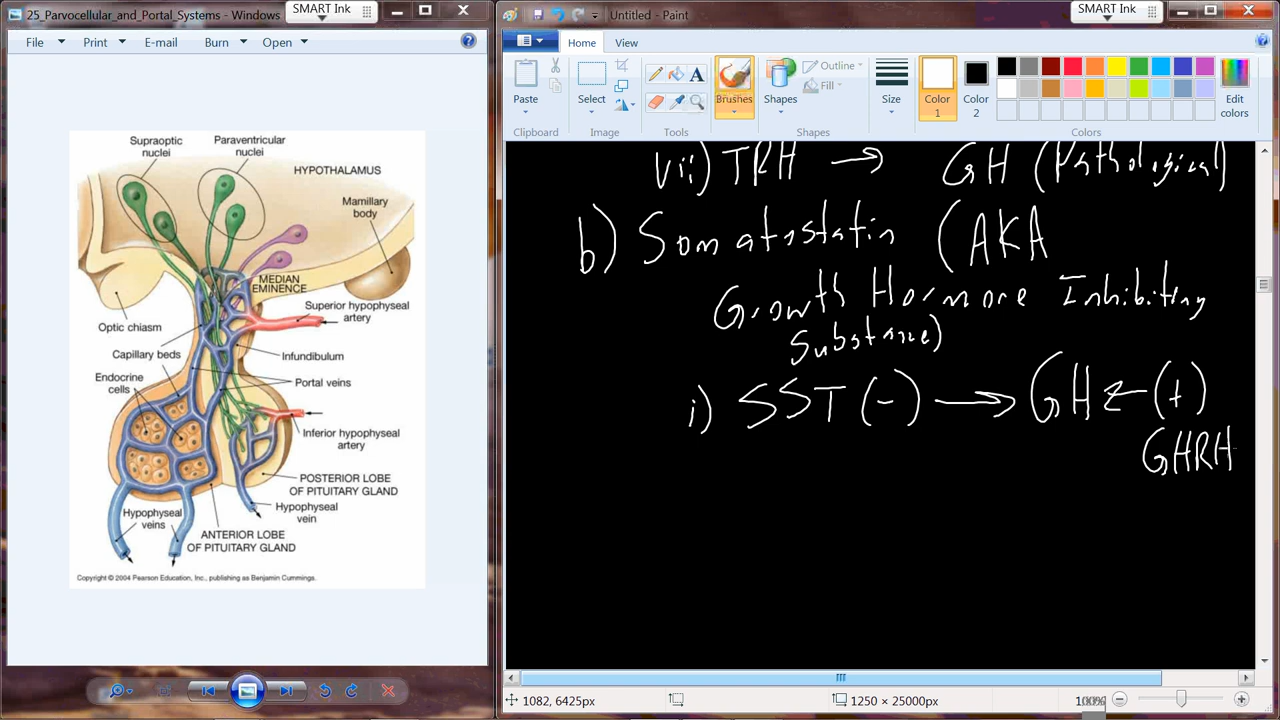 25_Parvocellular_and_Portal_Systems - Windows
SMART Ink
File Print E-mail Burn Open
Supraoptic
nuclei
Paraventricular
nuclei
HYPOTHALAMUS
Mamillary
body
MEDIAN
EMINENCE
Superior hypophyseal
artery
Optic chiasm
Capillary beds
Infundibulum
Endocrine
cells
Portal veins
Inferior hypophyseal
artery
POSTERIOR LOBE
OF PITUITARY GLAND
Hypophyseal
veins
Hypophyseal
vein
ANTERIOR LOBE
OF PITUITARY GLAND
Copyright © 2004 Pearson Education, Inc., publishing as Benjamin Cummings.
Untitled - Paint
SMART Ink
Home View
Paste
Select
Brushes
Shapes
Outline
Fill
Size
Color
1
Color
2
Edit
colors
Clipboard Image Tools Shapes Colors
vii) TRH → GH (Pathological)
b) Somatostatin (AKA
Growth Hormone Inhibiting
Substance)
i) SST (-) → GH ← (+)
GHRH
1082, 6425px
1250 × 25000px